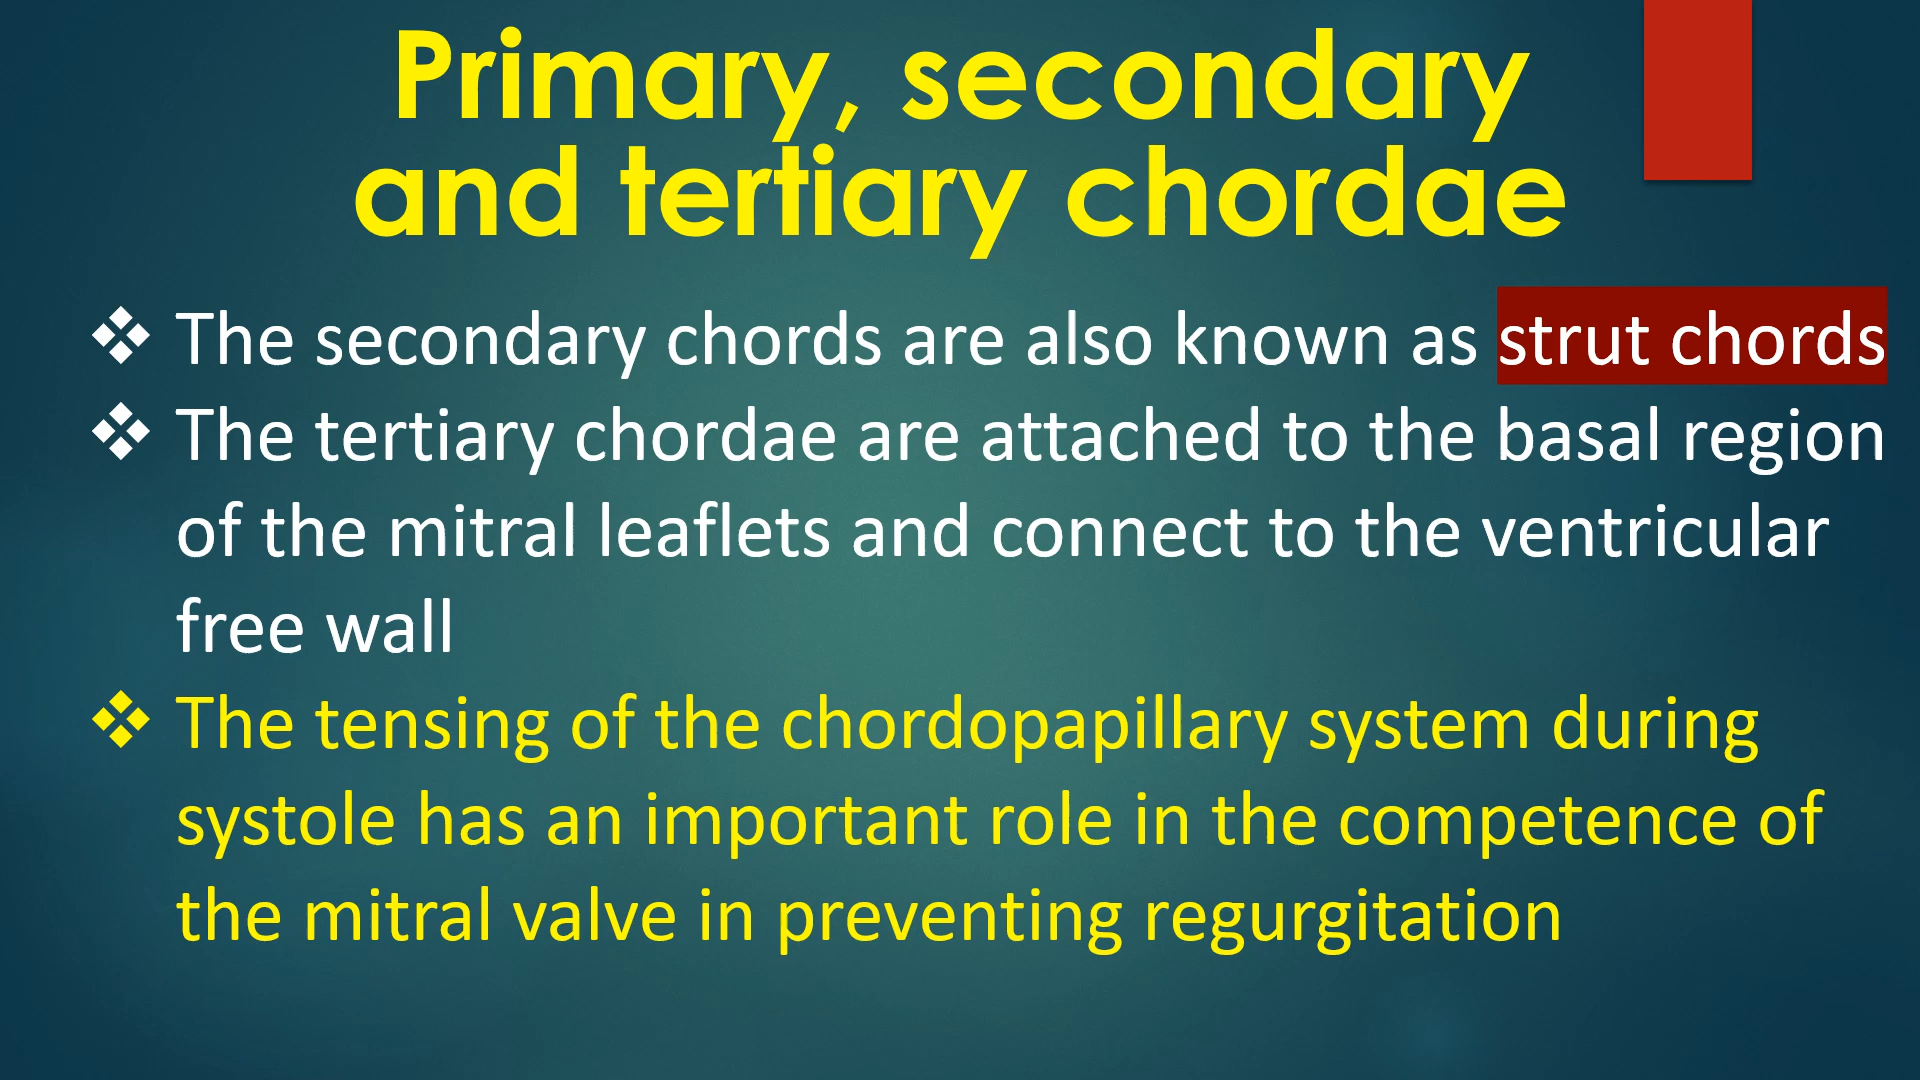 Primary, secondary
and tertiary chordae
❖ The secondary chords are also known as strut chords
❖ The tertiary chordae are attached to the basal region
of the mitral leaflets and connect to the ventricular
free wall
❖ The tensing of the chordopapillary system during
systole has an important role in the competence of
the mitral valve in preventing regurgitation